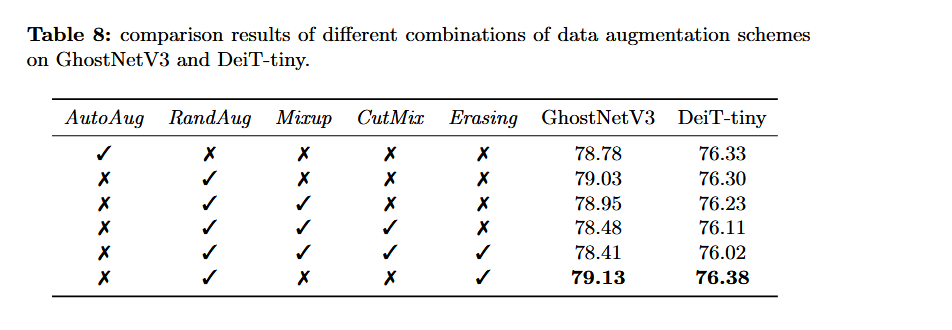 Table 8: comparison results of different combinations of data augmentation schemes
on GhostNetV3 and DeiT-tiny.
AutoAug RandAug Mixup CutMix Erasing GhostNetV3 DeiT-tiny
✓ ✗ ✗ ✗ ✗ 78.78 76.33
✗ ✓ ✗ ✗ ✗ 79.03 76.30
✗ ✓ ✓ ✗ ✗ 78.95 76.23
✗ ✓ ✓ ✓ ✗ 78.48 76.11
✗ ✓ ✓ ✓ ✓ 78.41 76.02
✗ ✓ ✗ ✗ ✓ 79.13 76.38